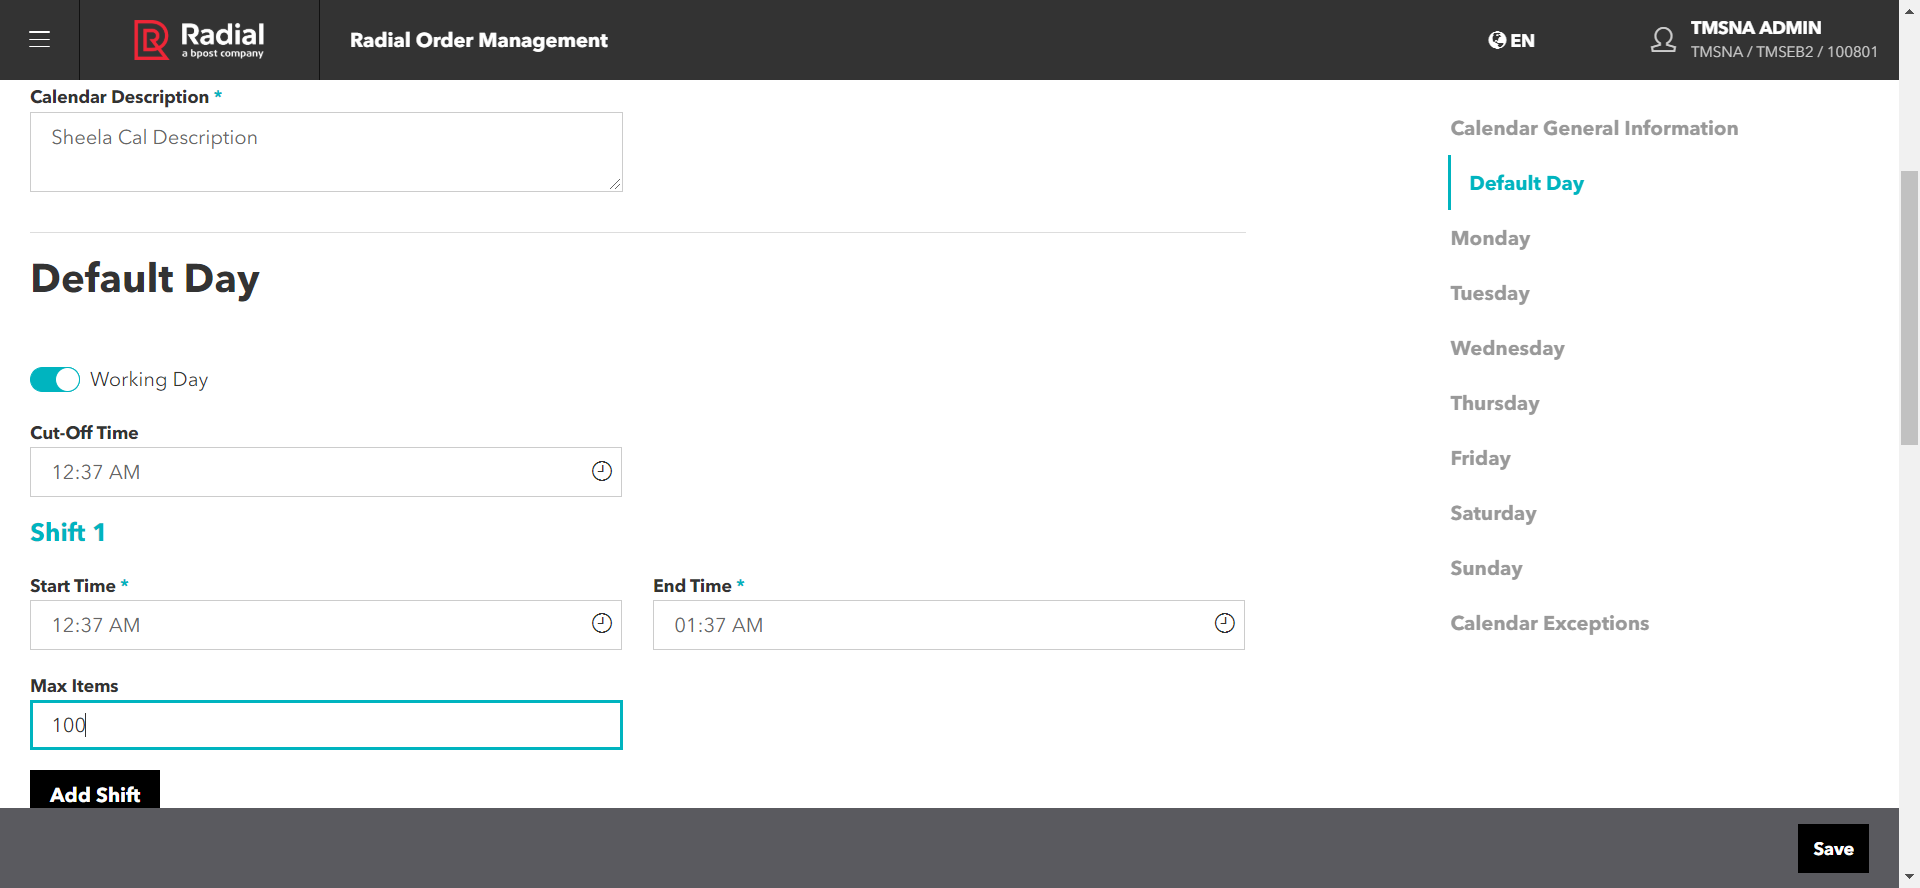 Radial
a bpost company
Radial Order Management
EN
TMSNA ADMIN
TMSNA / TMSEB2 / 100801
Calendar Description *
Sheela Cal Description
Default Day
Working Day
Cut-Off Time
12:37 AM
Shift 1
Start Time *
End Time *
12:37 AM
01:37 AM
Max Items
100
Add Shift
Calendar General Information
Default Day
Monday
Tuesday
Wednesday
Thursday
Friday
Saturday
Sunday
Calendar Exceptions
Save